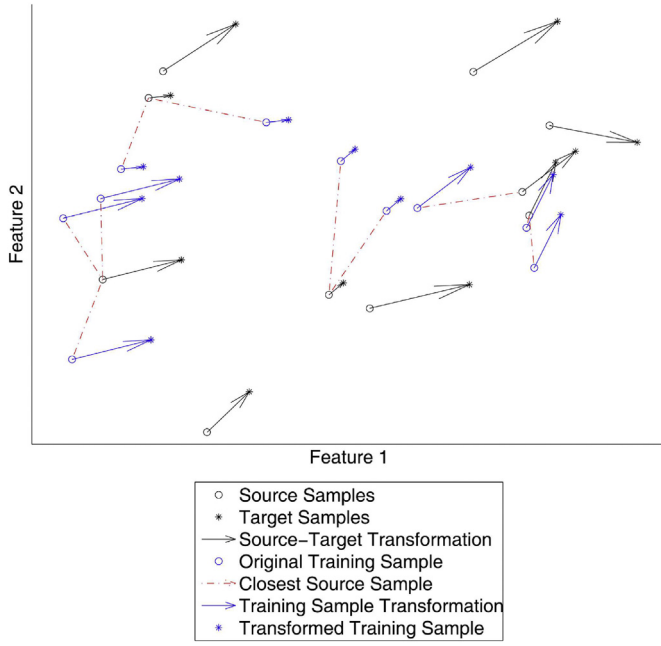 Feature 2
Feature 1
Source Samples
Target Samples
Source-Target Transformation
Original Training Sample
Closest Source Sample
Training Sample Transformation
Transformed Training Sample